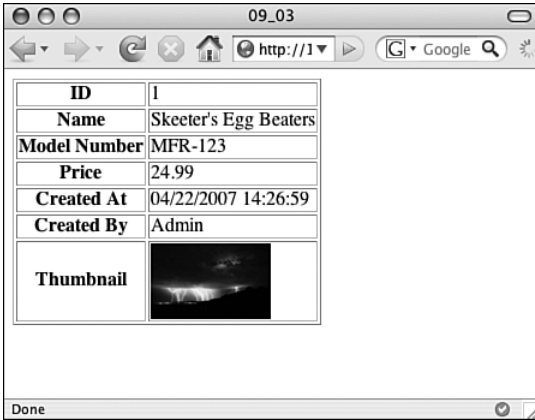 09_03
http://1
G Google
ID 1
Name Skeeter's Egg Beaters
Model Number MFR-123
Price 24.99
Created At 04/22/2007 14:26:59
Created By Admin
Thumbnail
Done